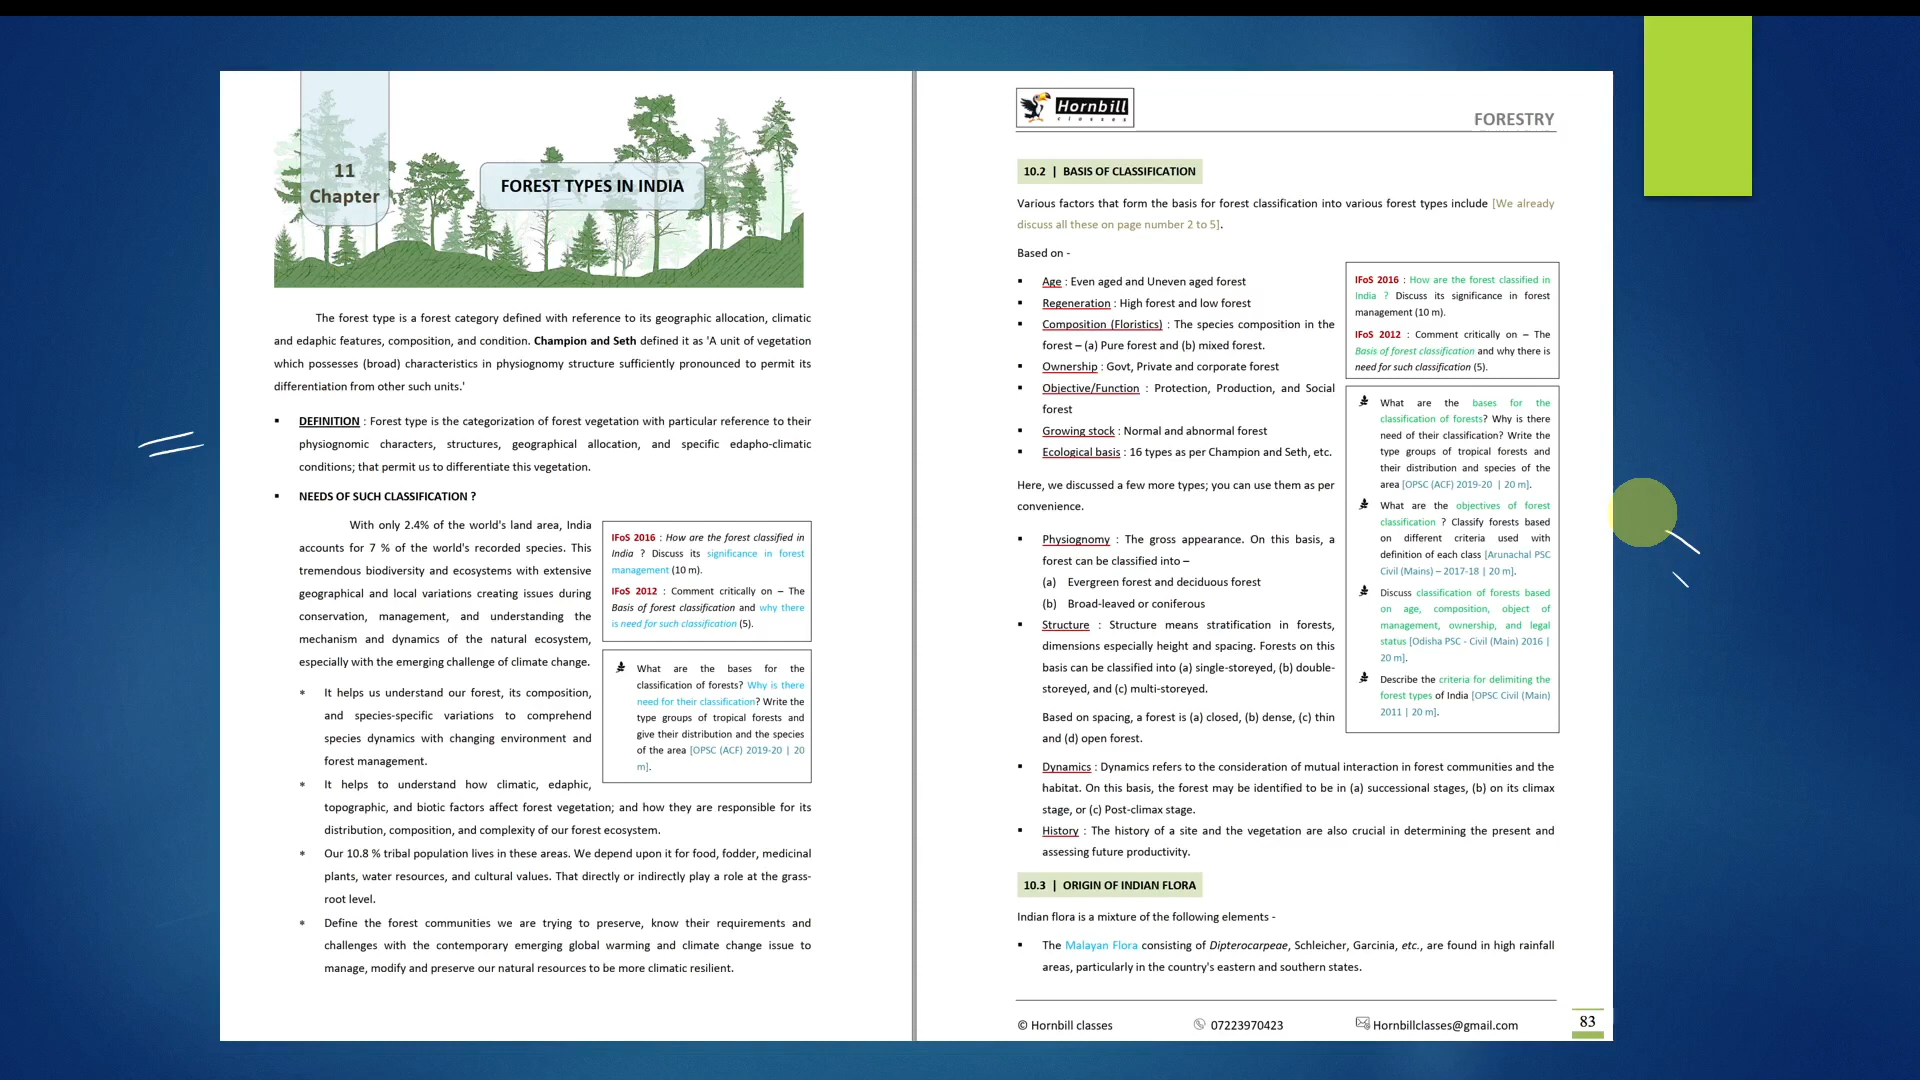 11
Chapter
FOREST TYPES IN INDIA
The forest type is a forest category defined with reference to its geographic allocation, climatic
and edaphic features, composition, and condition. Champion and Seth defined it as 'A unit of vegetation
which possesses (broad) characteristics in physiognomy structure sufficiently pronounced to permit its
differentiation from other such units.'
▪ DEFINITION : Forest type is the categorization of forest vegetation with particular reference to their
physiognomic characters, structures, geographical allocation, and specific edapho-climatic
conditions; that permit us to differentiate this vegetation.
▪ NEEDS OF SUCH CLASSIFICATION ?
With only 2.4% of the world's land area, India
accounts for 7 % of the world's recorded species. This
tremendous biodiversity and ecosystems with extensive
geographical and local variations creating issues during
conservation, management, and understanding the
mechanism and dynamics of the natural ecosystem,
especially with the emerging challenge of climate change.
* It helps us understand our forest, its composition,
and species-specific variations to comprehend
species dynamics with changing environment and
forest management.
* It helps to understand how climatic, edaphic,
topographic, and biotic factors affect forest vegetation; and how they are responsible for its
distribution, composition, and complexity of our forest ecosystem.
* Our 10.8 % tribal population lives in these areas. We depend upon it for food, fodder, medicinal
plants, water resources, and cultural values. That directly or indirectly play a role at the grass-
root level.
* Define the forest communities we are trying to preserve, know their requirements and
challenges with the contemporary emerging global warming and climate change issue to
manage, modify and preserve our natural resources to be more climatic resilient.
IFoS 2016 : How are the forest classified in
India ? Discuss its significance in forest
management (10 m).
IFoS 2012 : Comment critically on – The
Basis of forest classification and why there
is need for such classification (5).
What are the bases for the
classification of forests? Why is there
need for their classification? Write the
type groups of tropical forests and
give their distribution and the species
of the area [OPSC (ACF) 2019-20 | 20
m].
Hornbill
classes
FORESTRY
10.2 | BASIS OF CLASSIFICATION
Various factors that form the basis for forest classification into various forest types include [We already
discuss all these on page number 2 to 5].
Based on -
▪ Age : Even aged and Uneven aged forest
▪ Regeneration : High forest and low forest
▪ Composition (Floristics) : The species composition in the
forest – (a) Pure forest and (b) mixed forest.
▪ Ownership : Govt, Private and corporate forest
▪ Objective/Function : Protection, Production, and Social
forest
▪ Growing stock : Normal and abnormal forest
▪ Ecological basis : 16 types as per Champion and Seth, etc.
Here, we discussed a few more types; you can use them as per
convenience.
▪ Physiognomy : The gross appearance. On this basis, a
forest can be classified into –
(a) Evergreen forest and deciduous forest
(b) Broad-leaved or coniferous
▪ Structure : Structure means stratification in forests,
dimensions especially height and spacing. Forests on this
basis can be classified into (a) single-storeyed, (b) double-
storeyed, and (c) multi-storeyed.
Based on spacing, a forest is (a) closed, (b) dense, (c) thin
and (d) open forest.
▪ Dynamics : Dynamics refers to the consideration of mutual interaction in forest communities and the
habitat. On this basis, the forest may be identified to be in (a) successional stages, (b) on its climax
stage, or (c) Post-climax stage.
▪ History : The history of a site and the vegetation are also crucial in determining the present and
assessing future productivity.
IFoS 2016 : How are the forest classified in
India ? Discuss its significance in forest
management (10 m).
IFoS 2012 : Comment critically on – The
Basis of forest classification and why there is
need for such classification (5).
What are the bases for the
classification of forests? Why is there
need of their classification? Write the
type groups of tropical forests and
their distribution and species of the
area [OPSC (ACF) 2019-20 | 20 m].
What are the objectives of forest
classification ? Classify forests based
on different criteria used with
definition of each class [Arunachal PSC
Civil (Mains) – 2017-18 | 20 m].
Discuss classification of forests based
on age, composition, object of
management, ownership, and legal
status [Odisha PSC - Civil (Main) 2016 |
20 m].
Describe the criteria for delimiting the
forest types of India [OPSC Civil (Main)
2011 | 20 m].
10.3 | ORIGIN OF INDIAN FLORA
Indian flora is a mixture of the following elements -
▪ The Malayan Flora consisting of Dipterocarpeae, Schleicher, Garcinia, etc., are found in high rainfall
areas, particularly in the country's eastern and southern states.
© Hornbill classes 07223970423 Hornbillclasses@gmail.com 83